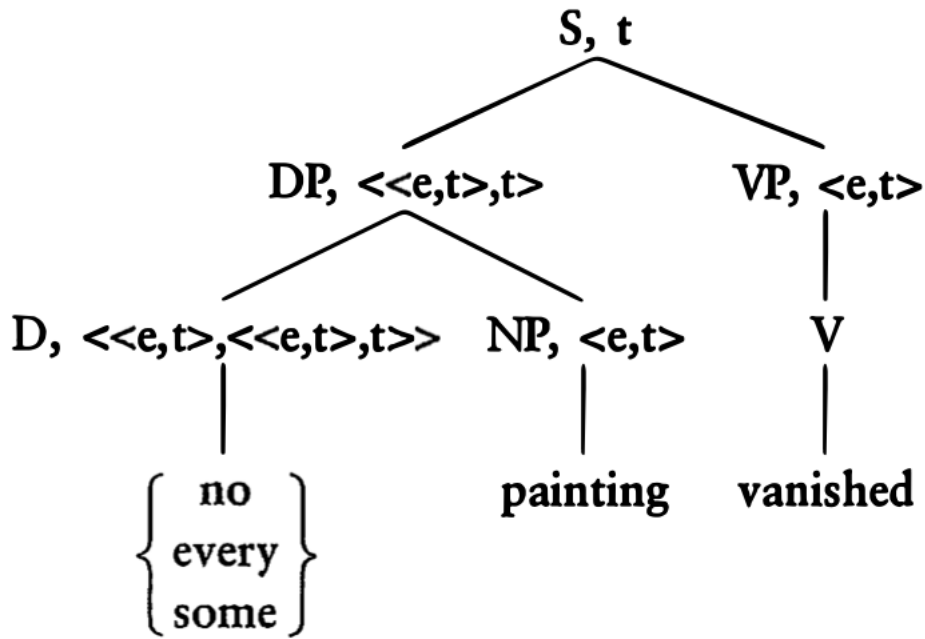 S, t
DP, <<e,t>,t> VP, <e,t>
D, <<e,t>,<<e,t>,t>> NP, <e,t> V
no
every
some
painting vanished